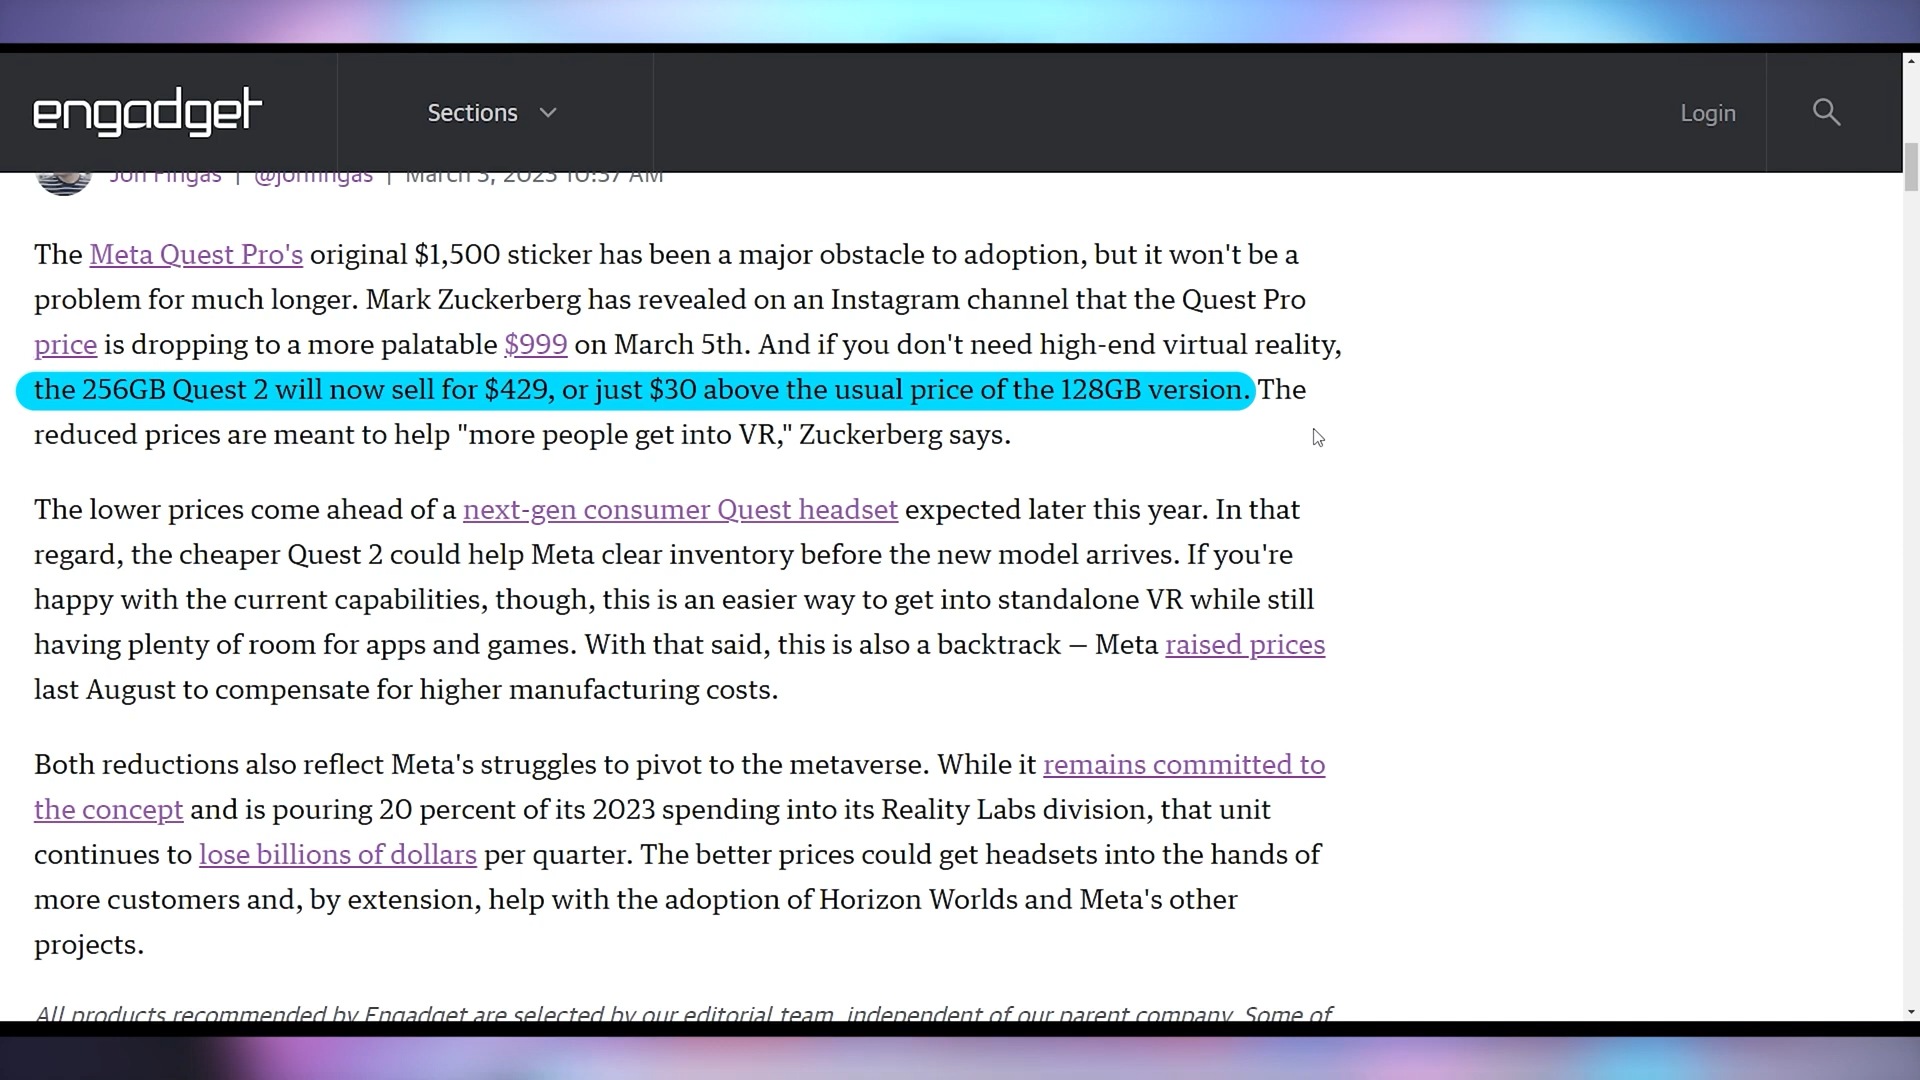 engadget
Sections
Login
Jon Fingas | @jonfingas | March 3, 2023 10:37 AM
The Meta Quest Pro's original $1,500 sticker has been a major obstacle to adoption, but it won't be a
problem for much longer. Mark Zuckerberg has revealed on an Instagram channel that the Quest Pro
price is dropping to a more palatable $999 on March 5th. And if you don't need high-end virtual reality,
the 256GB Quest 2 will now sell for $429, or just $30 above the usual price of the 128GB version. The
reduced prices are meant to help "more people get into VR," Zuckerberg says.
The lower prices come ahead of a next-gen consumer Quest headset expected later this year. In that
regard, the cheaper Quest 2 could help Meta clear inventory before the new model arrives. If you're
happy with the current capabilities, though, this is an easier way to get into standalone VR while still
having plenty of room for apps and games. With that said, this is also a backtrack — Meta raised prices
last August to compensate for higher manufacturing costs.
Both reductions also reflect Meta's struggles to pivot to the metaverse. While it remains committed to
the concept and is pouring 20 percent of its 2023 spending into its Reality Labs division, that unit
continues to lose billions of dollars per quarter. The better prices could get headsets into the hands of
more customers and, by extension, help with the adoption of Horizon Worlds and Meta's other
projects.
All products recommended by Engadget are selected by our editorial team, independent of our parent company. Some of